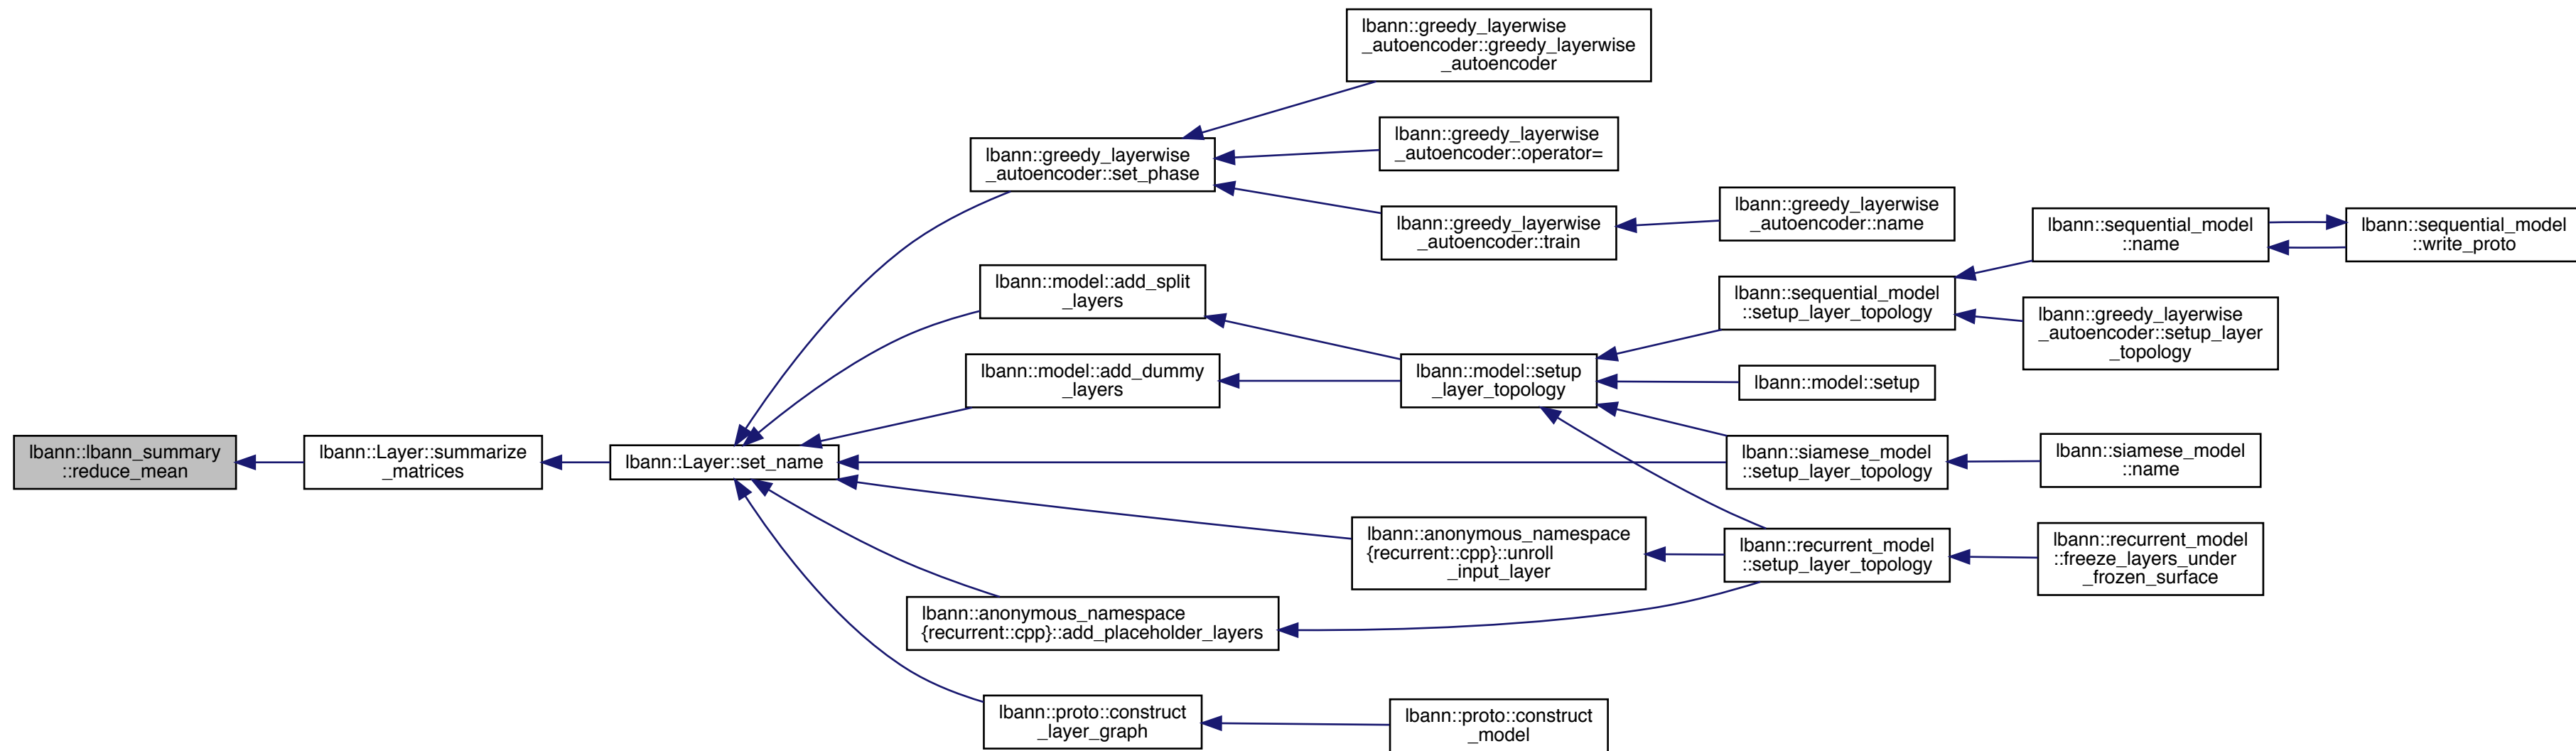 lbann::lbann_summary
::reduce_mean
lbann::Layer::summarize
_matrices
lbann::Layer::set_name
lbann::greedy_layerwise
_autoencoder::set_phase
lbann::greedy_layerwise
_autoencoder::greedy_layerwise
_autoencoder
lbann::greedy_layerwise
_autoencoder::operator=
lbann::greedy_layerwise
_autoencoder::train
lbann::greedy_layerwise
_autoencoder::name
lbann::model::add_split
_layers
lbann::model::add_dummy
_layers
lbann::model::setup
_layer_topology
lbann::sequential_model
::setup_layer_topology
lbann::sequential_model
::name
lbann::sequential_model
::write_proto
lbann::greedy_layerwise
_autoencoder::setup_layer
_topology
lbann::model::setup
lbann::siamese_model
::setup_layer_topology
lbann::siamese_model
::name
lbann::anonymous_namespace
{recurrent::cpp}::unroll
_input_layer
lbann::recurrent_model
::setup_layer_topology
lbann::recurrent_model
::freeze_layers_under
_frozen_surface
lbann::anonymous_namespace
{recurrent::cpp}::add_placeholder_layers
lbann::proto::construct
_layer_graph
lbann::proto::construct
_model